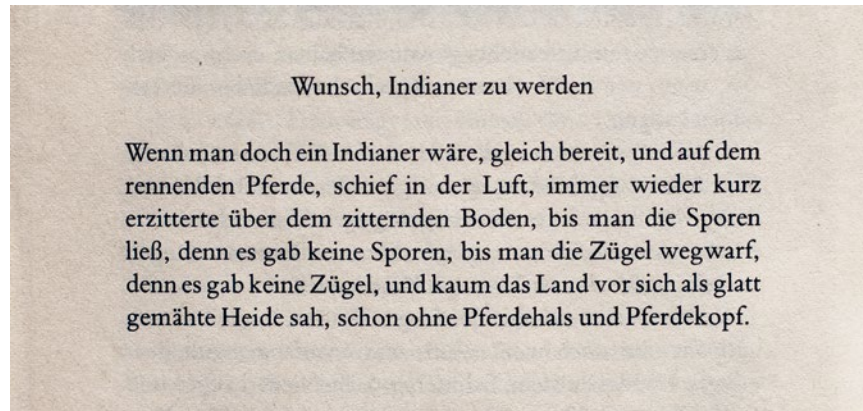 Wunsch, Indianer zu werden
Wenn man doch ein Indianer wäre, gleich bereit, und auf dem
rennenden Pferde, schief in der Luft, immer wieder kurz
erzitterte über dem zitternden Boden, bis man die Sporen
ließ, denn es gab keine Sporen, bis man die Zügel wegwarf,
denn es gab keine Zügel, und kaum das Land vor sich als glatt
gemähte Heide sah, schon ohne Pferdehals und Pferdekopf.